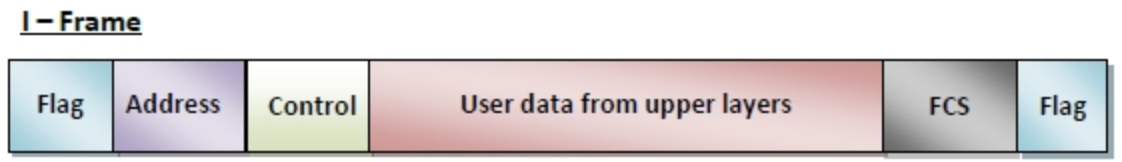 I – Frame
Flag Address Control User data from upper layers FCS Flag